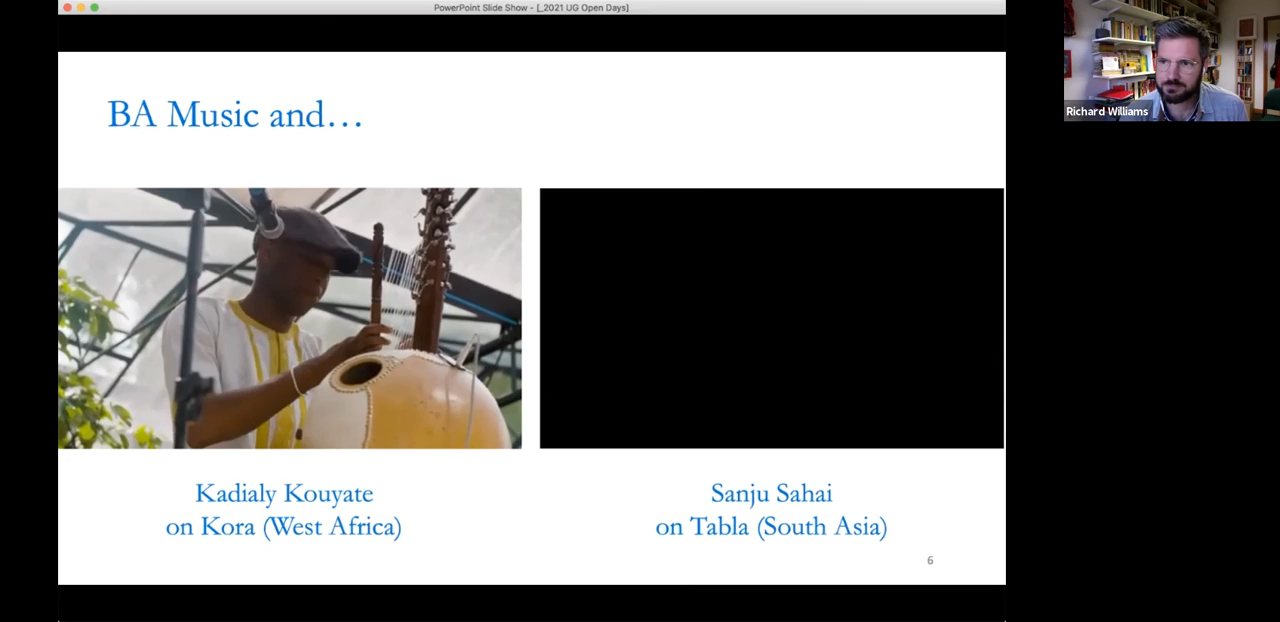 PowerPoint Slide Show - [_2021 UG Open Days]
BA Music and…
Kadialy Kouyate
on Kora (West Africa)
Sanju Sahai
on Tabla (South Asia)
6
Richard Williams